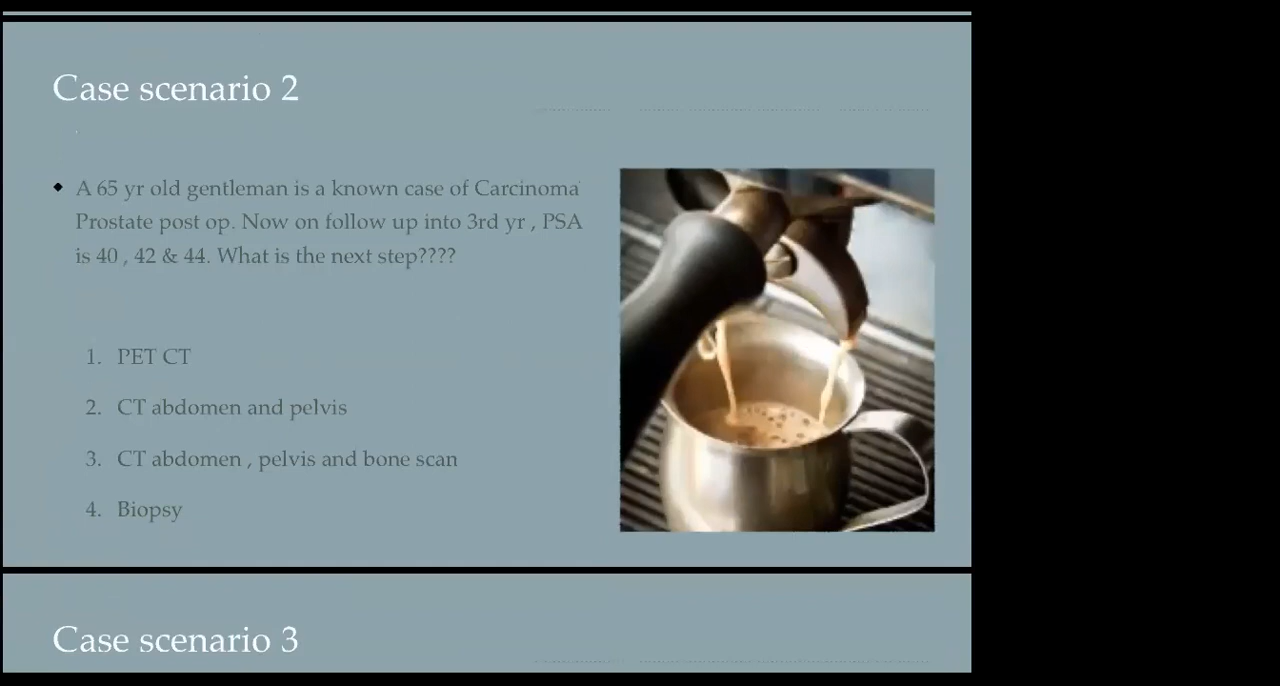 Case scenario 2
A 65 yr old gentleman is a known case of Carcinoma
Prostate post op. Now on follow up into 3rd yr , PSA
is 40 , 42 & 44. What is the next step????
1. PET CT
2. CT abdomen and pelvis
3. CT abdomen , pelvis and bone scan
4. Biopsy
Case scenario 3